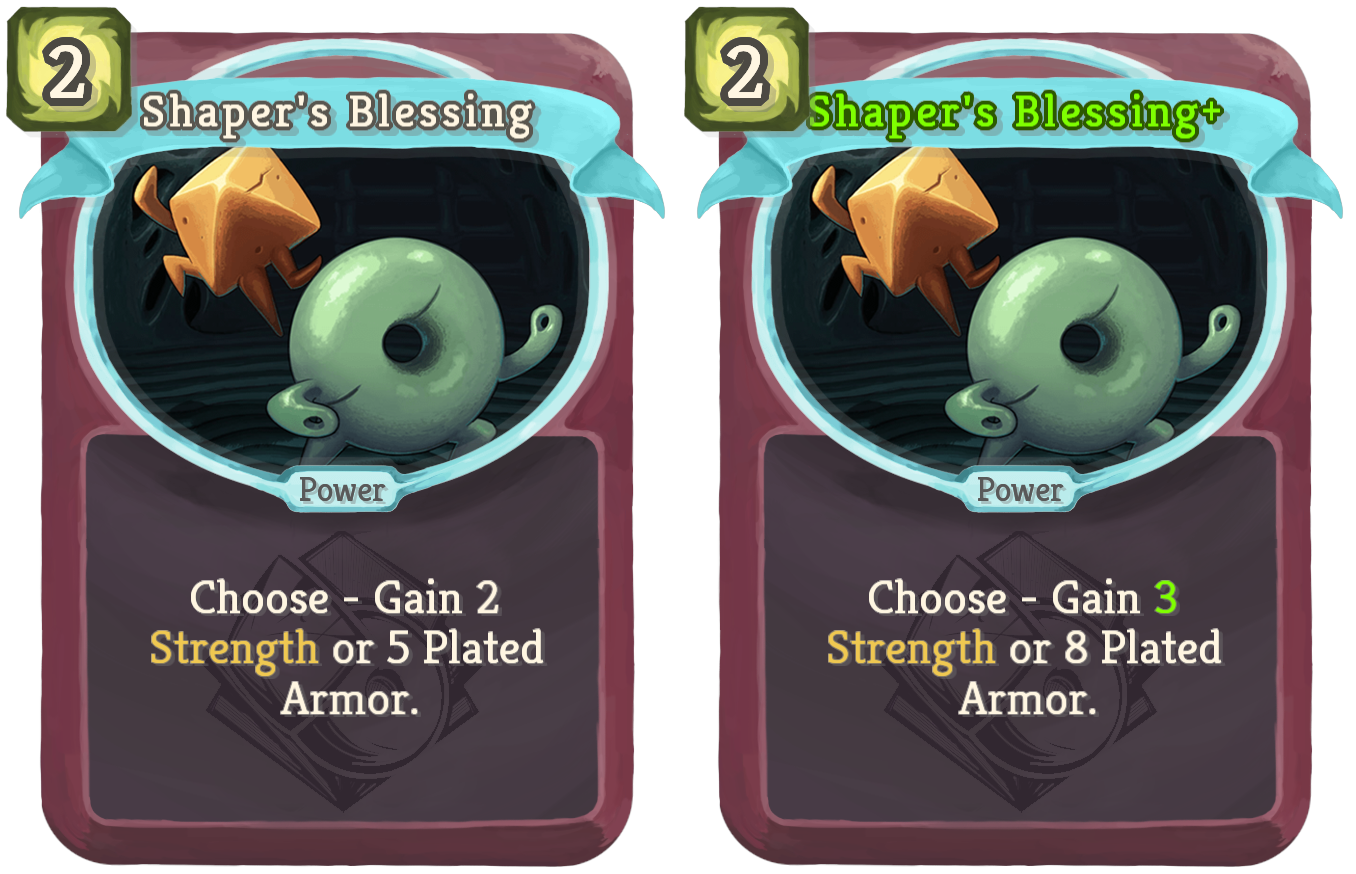 2
Shaper's Blessing
Power
Choose - Gain 2
Strength or 5 Plated
Armor.
2
Shaper's Blessing+
Power
Choose - Gain 3
Strength or 8 Plated
Armor.